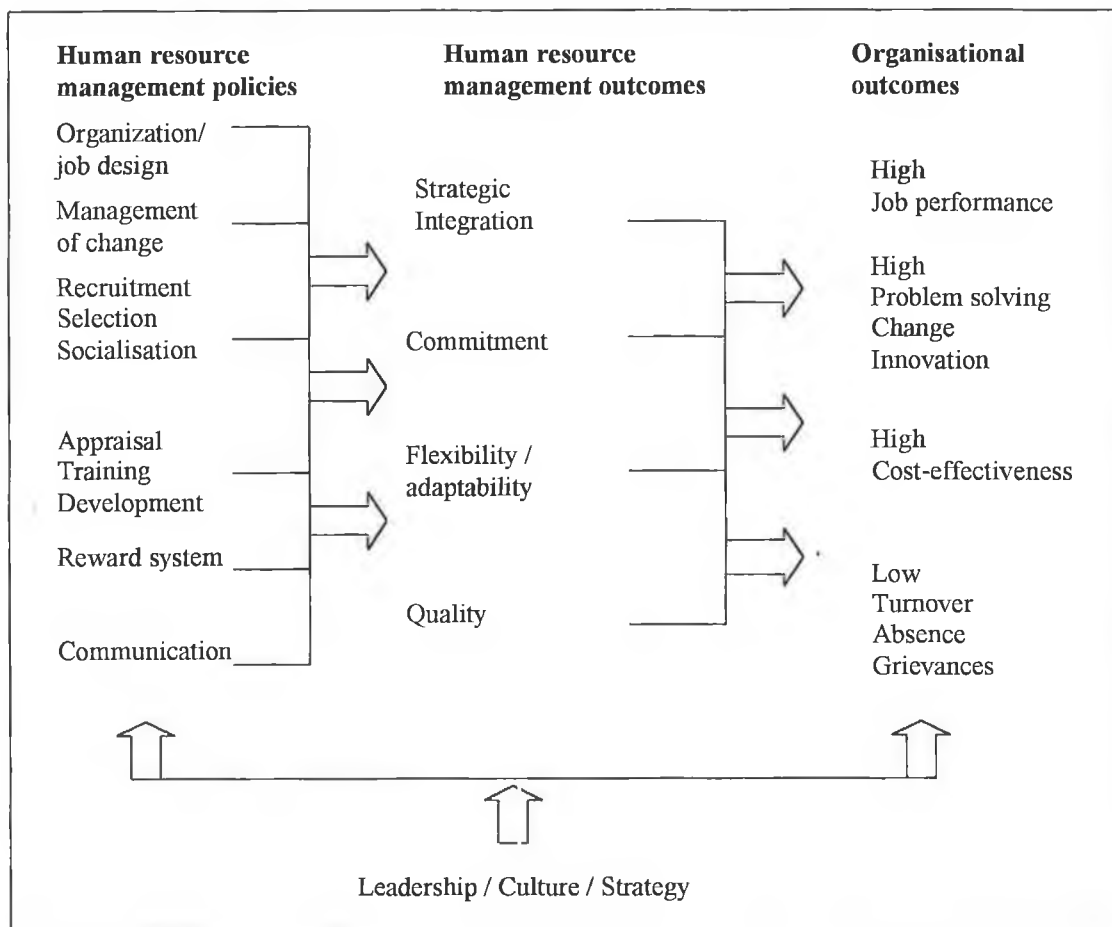 Human resource
management policies
Organization/
job design
Management
of change
Recruitment
Selection
Socialisation
Appraisal
Training
Development
Reward system
Communication
Human resource
management outcomes
Strategic
Integration
Commitment
Flexibility /
adaptability
Quality
Organisational
outcomes
High
Job performance
High
Problem solving
Change
Innovation
High
Cost-effectiveness
Low
Turnover
Absence
Grievances
Leadership / Culture / Strategy